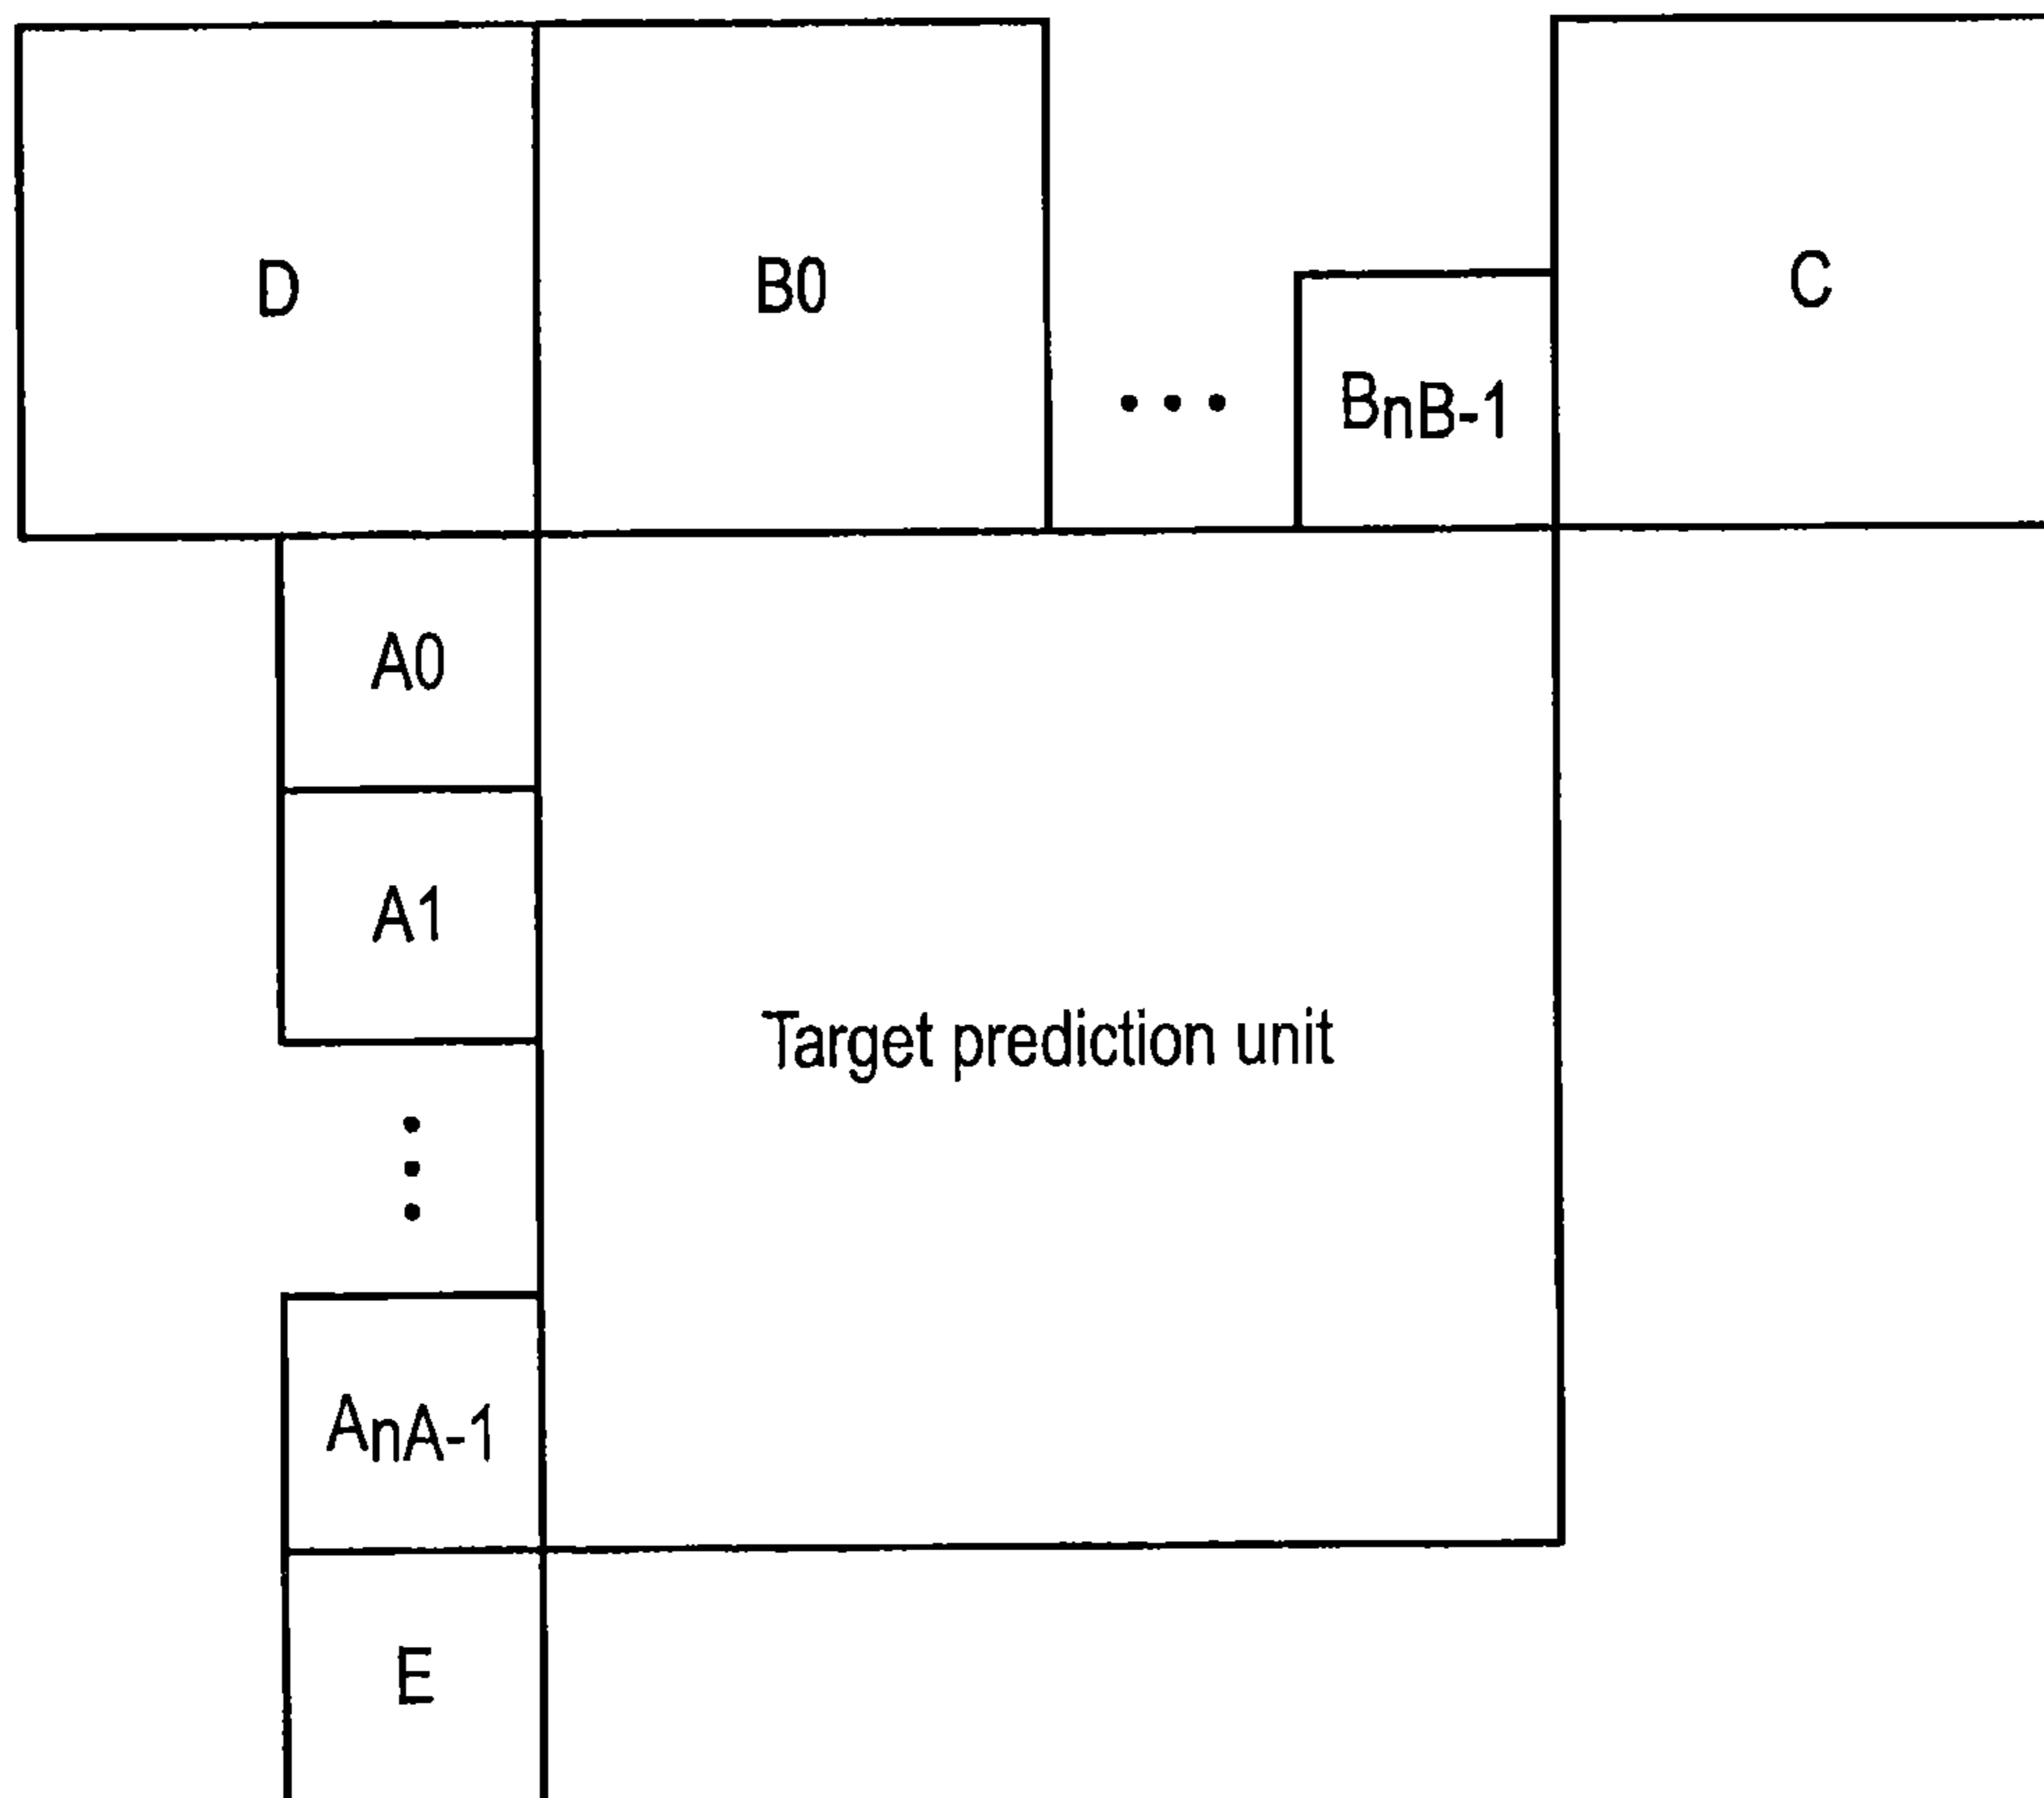 D
B0
C
BnB-1
A0
A1
Target prediction unit
AnA-1
E